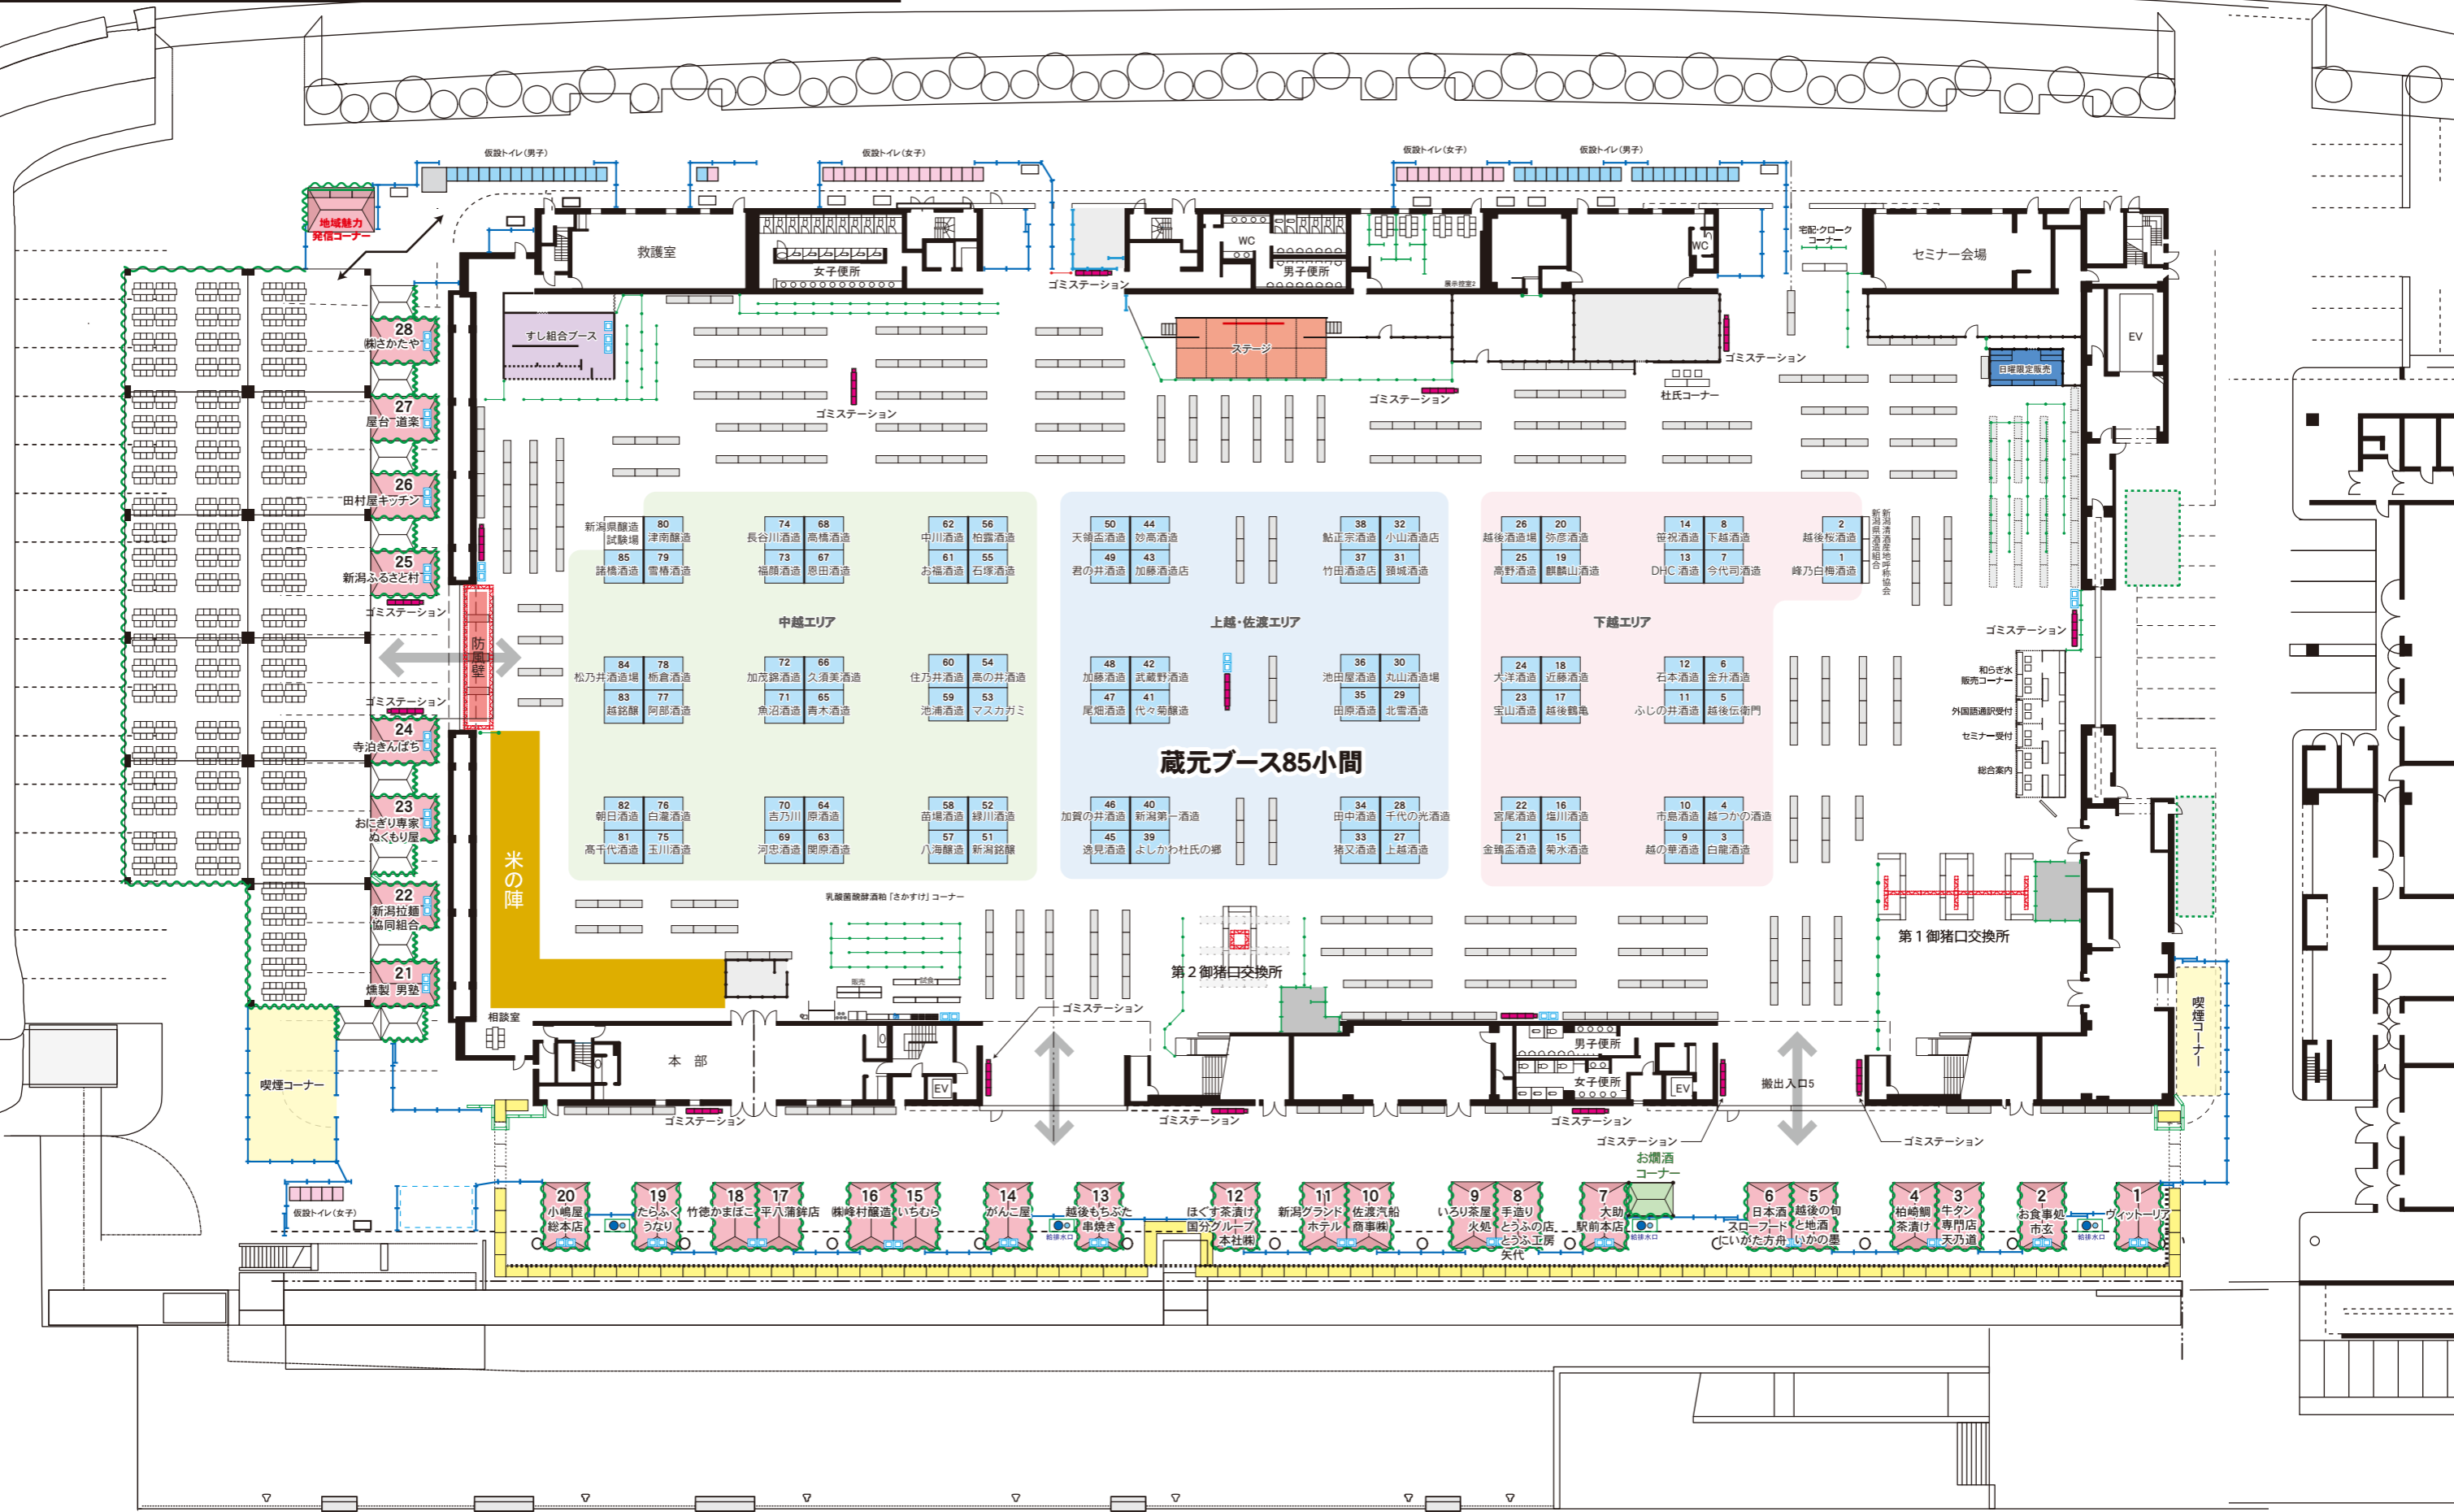 仮設トイレ(男子)
仮設トイレ(女子)
仮設トイレ(女子)
仮設トイレ(男子)
地域魅力
発信コーナー
救護室
女子便所
WC
男子便所
展示控室2
WC
宅配・クローク
コーナー
セミナー会場
EV
ゴミステーション
すし組合ブース
ステージ
ゴミステーション
日曜限定販売
ゴミステーション
ゴミステーション
杜氏コーナー
28
㈱さかたや
27
屋台 道楽
26
田村屋キッチン
25
新潟ふるさと村
ゴミステーション
防風壁
ゴミステーション
24
寺泊きんぱち
23
おにぎり専家
ぬくもり屋
22
新潟拉麺
協同組合
21
燻製 男塾
新潟県醸造
試験場
80
津南醸造
85
諸橋酒造
79
雪椿酒造
74
長谷川酒造
68
高橋酒造
73
福顔酒造
67
恩田酒造
62
中川酒造
56
柏露酒造
61
お福酒造
55
石塚酒造
中越エリア
84
松乃井酒造場
78
栃倉酒造
83
越銘醸
77
阿部酒造
72
加茂錦酒造
66
久須美酒造
71
魚沼酒造
65
青木酒造
60
住乃井酒造
54
高の井酒造
59
池浦酒造
53
マスカガミ
82
朝日酒造
76
白瀧酒造
81
髙千代酒造
75
玉川酒造
70
吉乃川
64
原酒造
69
河忠酒造
63
関原酒造
58
苗場酒造
52
緑川酒造
57
八海醸造
51
新潟銘醸
50
天領盃酒造
44
妙高酒造
49
君の井酒造
43
加藤酒造店
38
鮎正宗酒造
32
小山酒造店
37
竹田酒造店
31
頚城酒造
上越・佐渡エリア
48
加藤酒造
42
武蔵野酒造
47
尾畑酒造
41
代々菊醸造
36
池田屋酒造
30
丸山酒造場
35
田原酒造
29
北雪酒造
蔵元ブース85小間
46
加賀の井酒造
40
新潟第一酒造
45
逸見酒造
39
よしかわ杜氏の郷
34
田中酒造
28
千代の光酒造
33
猪又酒造
27
上越酒造
26
越後酒造場
20
弥彦酒造
25
高野酒造
19
麒麟山酒造
14
笹祝酒造
8
下越酒造
13
DHC酒造
7
今代司酒造
2
越後桜酒造
1
峰乃白梅酒造
新潟清酒産地呼称協会
新潟県酒造組合
下越エリア
24
大洋酒造
18
近藤酒造
23
宝山酒造
17
越後鶴亀
12
石本酒造
6
金升酒造
11
ふじの井酒造
5
越後伝衛門
22
宮尾酒造
16
塩川酒造
21
金鵄盃酒造
15
菊水酒造
10
市島酒造
4
越つかの酒造
9
越の華酒造
3
白龍酒造
ゴミステーション
和らぎ水
販売コーナー
外国語通訳受付
セミナー受付
総合案内
米の陣
乳酸菌醗酵酒粕「さかすけ」コーナー
販売
試食
第2御猪口交換所
第1御猪口交換所
喫煙コーナー
相談室
本 部
EV
ゴミステーション
男子便所
女子便所
EV
搬出入口5
喫煙コーナー
ゴミステーション
ゴミステーション
ゴミステーション
ゴミステーション
ゴミステーション
お燗酒
コーナー
仮設トイレ(女子)
20
小嶋屋
総本店
19
たらふく
うなり
18
竹徳かまぼこ
17
平八蒲鉾店
16
㈱峰村醸造
15
いちむら
14
がんこ屋
給排水口
13
越後もちぶた
串焼き
12
ほぐす茶漬け
国分グループ
本社㈱
11
新潟グランド
ホテル
10
佐渡汽船
商事㈱
9
いろり茶屋
火処
8
手造り
とうふの店
とうふ工房
矢代
7
大助
駅前本店
給排水口
6
日本酒
スローフード
にいがた方舟
5
越後の旬
と地酒
いかの墨
4
柏崎鯛
茶漬け
3
牛タン
専門店
天乃道
2
お食事処
市玄
給排水口
1
ヴィットーリア